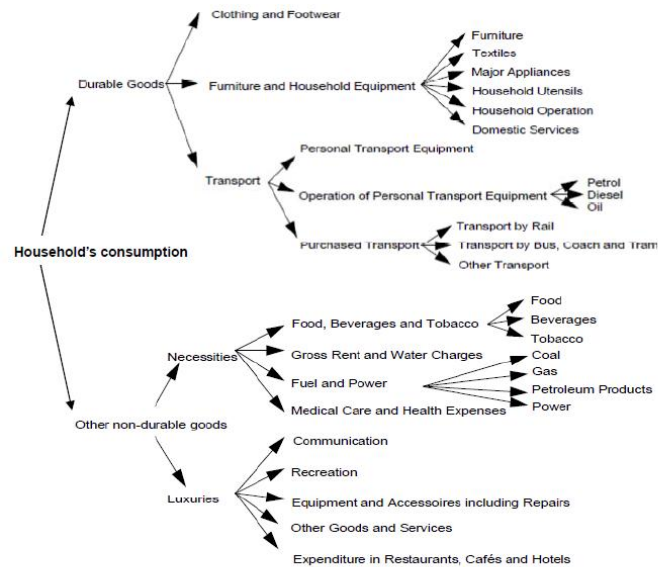 Clothing and Footwear
Durable Goods
Furniture and Household Equipment
Furniture
Textiles
Major Appliances
Household Utensils
Household Operation
Domestic Services
Transport
Personal Transport Equipment
Operation of Personal Transport Equipment
Petrol
Diesel
Oil
Purchased Transport
Transport by Rail
Transport by Bus, Coach and Tram
Other Transport
Household's consumption
Other non-durable goods
Necessities
Food, Beverages and Tobacco
Food
Beverages
Tobacco
Gross Rent and Water Charges
Fuel and Power
Coal
Gas
Petroleum Products
Power
Medical Care and Health Expenses
Luxuries
Communication
Recreation
Equipment and Accessoires including Repairs
Other Goods and Services
Expenditure in Restaurants, Cafés and Hotels